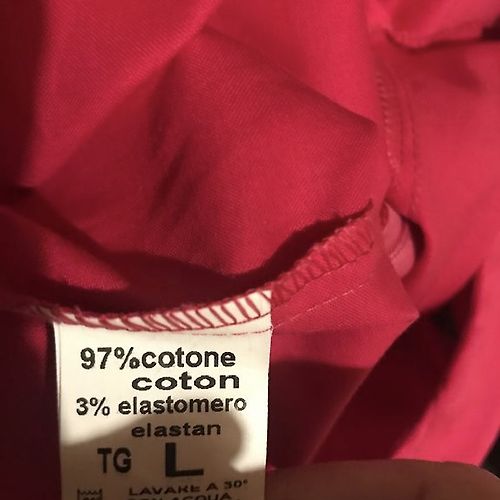 97%cotone
coton
3% elastomero
elastan
TG L
LAVARE A 30°